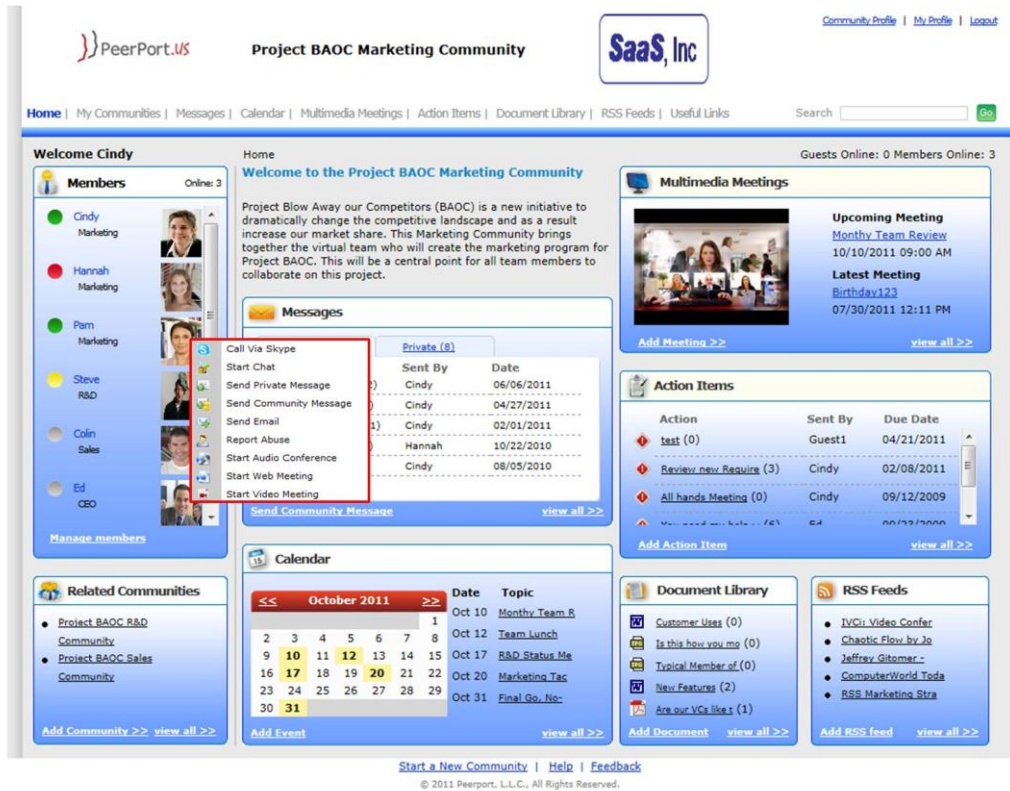 Community Profile | My Profile | Logout
PeerPort.US
Project BAOC Marketing Community
SaaS, Inc
Home | My Communities | Messages | Calendar | Multimedia Meetings | Action Items | Document Library | RSS Feeds | Useful Links
Search
Go
Welcome Cindy
Home
Guests Online: 0 Members Online: 3
Members
Online: 3
Cindy
Marketing
Hannah
Marketing
Pam
Marketing
Steve
R&D
Colin
Sales
Ed
CEO
Manage members
Call Via Skype
Start Chat
Send Private Message
Send Community Message
Send Email
Report Abuse
Start Audio Conference
Start Web Meeting
Start Video Meeting
Welcome to the Project BAOC Marketing Community
Project Blow Away our Competitors (BAOC) is a new initiative to
dramatically change the competitive landscape and as a result
increase our market share. This Marketing Community brings
together the virtual team who will create the marketing program for
Project BAOC. This will be a central point for all team members to
collaborate on this project.
Messages
Private (8)
Sent By Date
2) Cindy 06/06/2011
) Cindy 04/27/2011
1) Cindy 02/01/2011
Hannah 10/22/2010
Cindy 08/05/2010
Send Community Message
view all >>
Multimedia Meetings
Upcoming Meeting
Monthy Team Review
10/10/2011 09:00 AM
Latest Meeting
Birthday123
07/30/2011 12:11 PM
Add Meeting >>
view all >>
Action Items
Action Sent By Due Date
test (0) Guest1 04/21/2011
Review new Require (3) Cindy 02/08/2011
All hands Meeting (0) Cindy 09/12/2009
Add Action Item
view all >>
Related Communities
Project BAOC R&D
Community
Project BAOC Sales
Community
Add Community >> view all >>
15
Calendar
<< October 2011 >>
1
2 3 4 5 6 7 8
9 10 11 12 13 14 15
16 17 18 19 20 21 22
23 24 25 26 27 28 29
30 31
Date Topic
Oct 10 Monthy Team R
Oct 12 Team Lunch
Oct 17 R&D Status Me
Oct 20 Marketing Tac
Oct 31 Final Go, No-
Add Event
view all >>
Document Library
Customer Uses (0)
Is this how you mo (0)
Typical Member of (0)
New Features (2)
Are our VCs like t (1)
Add Document view all >>
RSS Feeds
IVCi: Video Confer
Chaotic Flow by Jo
Jeffrey Gitomer -
ComputerWorld Toda
RSS Marketing Stra
Add RSS feed view all >>
Start a New Community | Help | Feedback
© 2011 Peerport, L.L.C., All Rights Reserved.